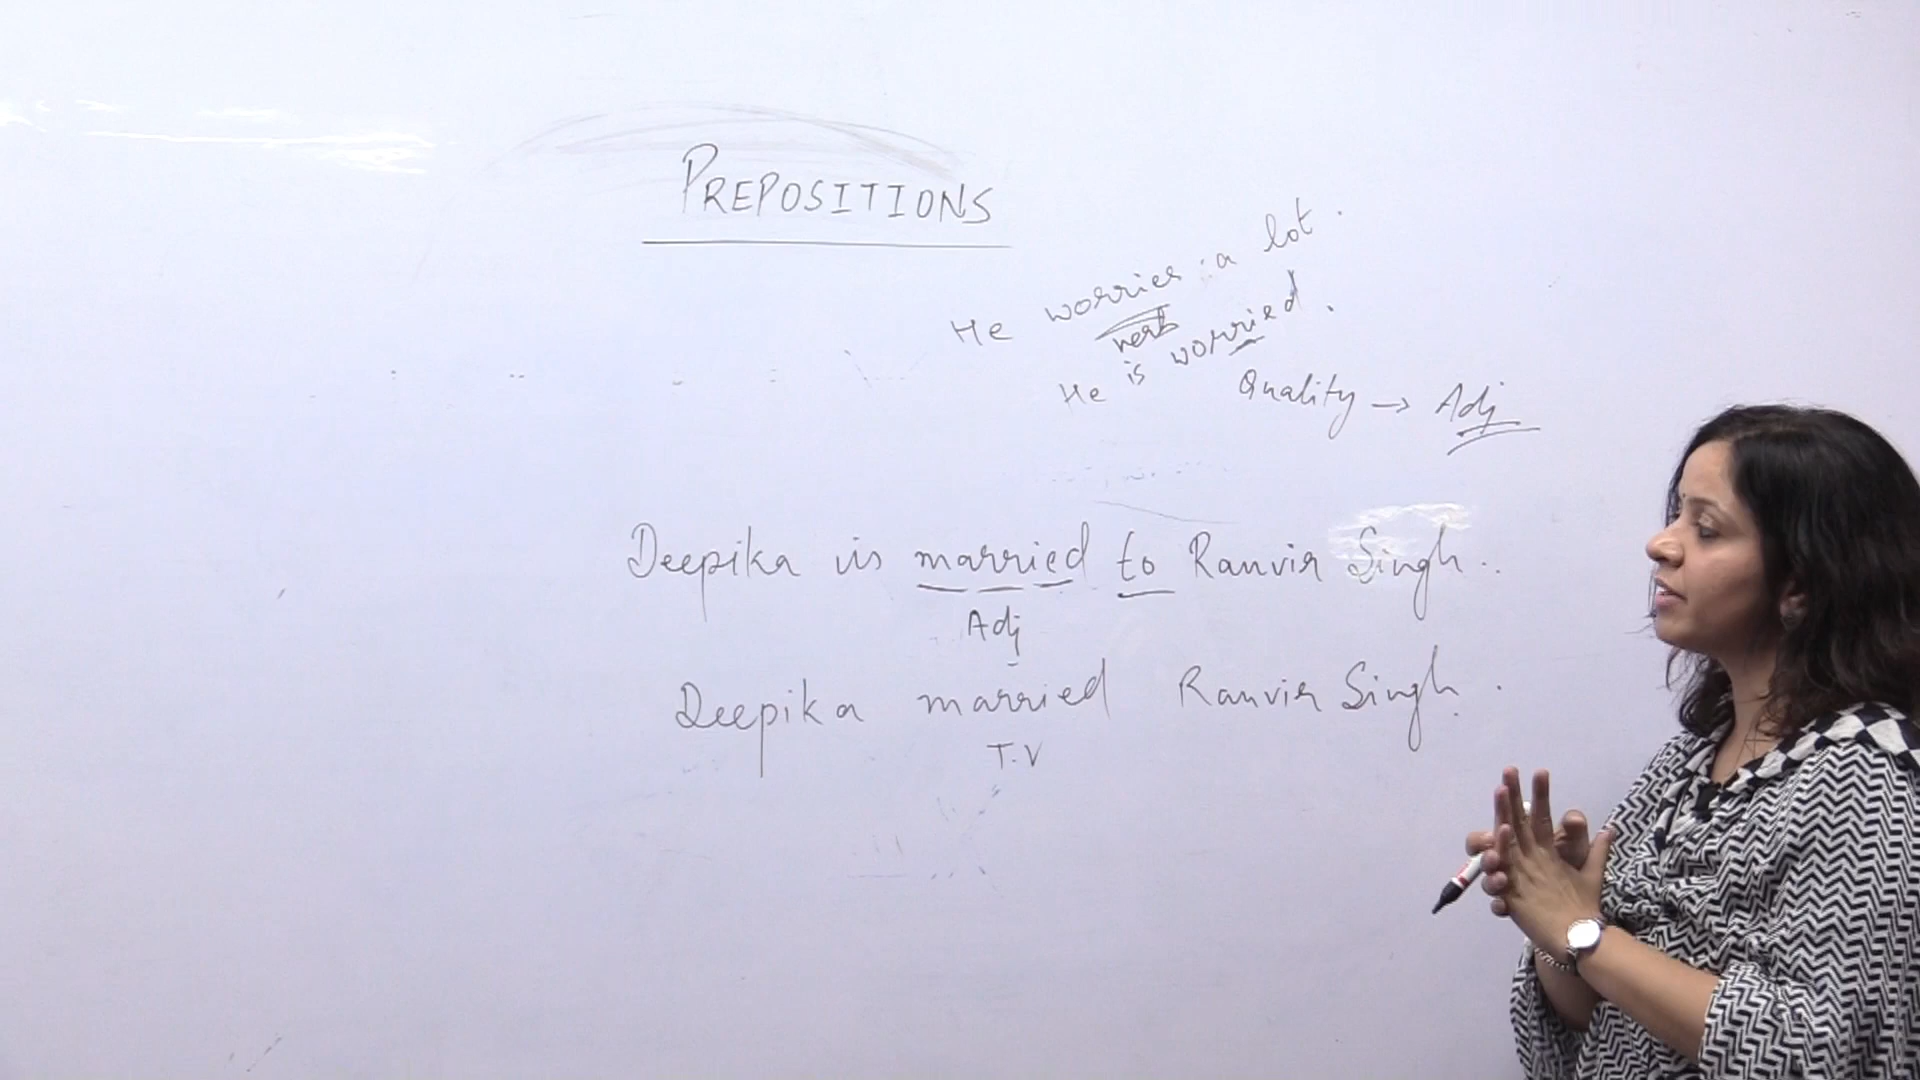 PREPOSITIONS
He worries a lot.
verb
He is worried.
Quality → Adj
Deepika is married to Ranvir Singh.
Adj
Deepika married Ranvir Singh.
T.V